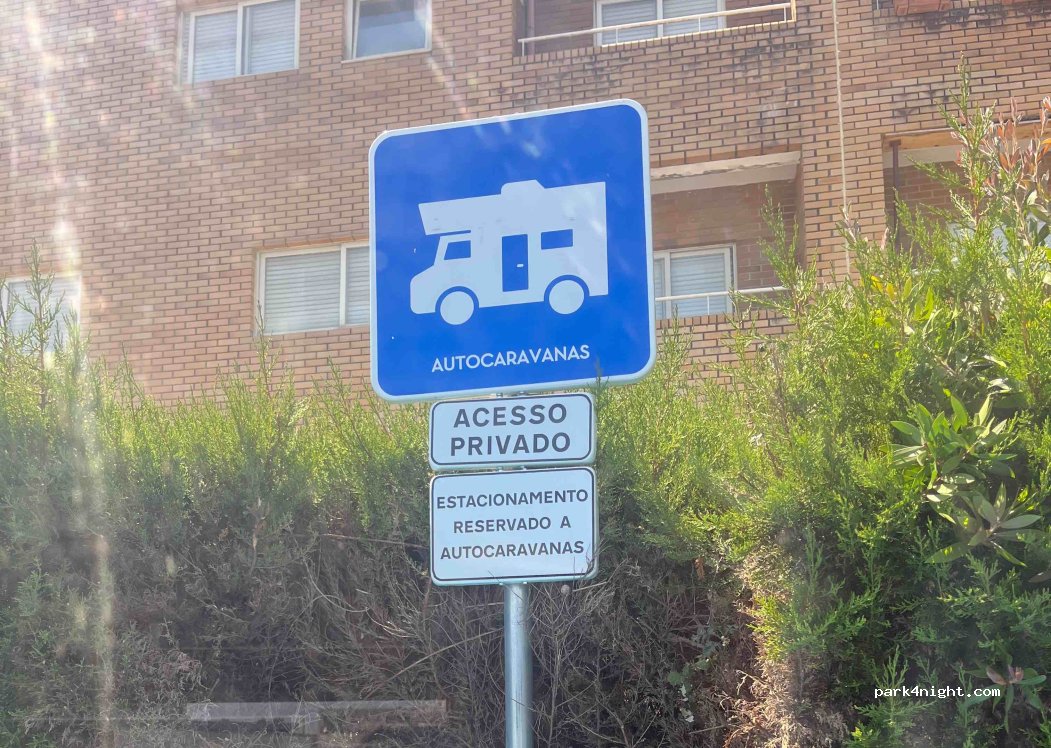 AUTOCARAVANAS
ACESSO
PRIVADO
ESTACIONAMENTO
RESERVADO A
AUTOCARAVANAS
park4night.com